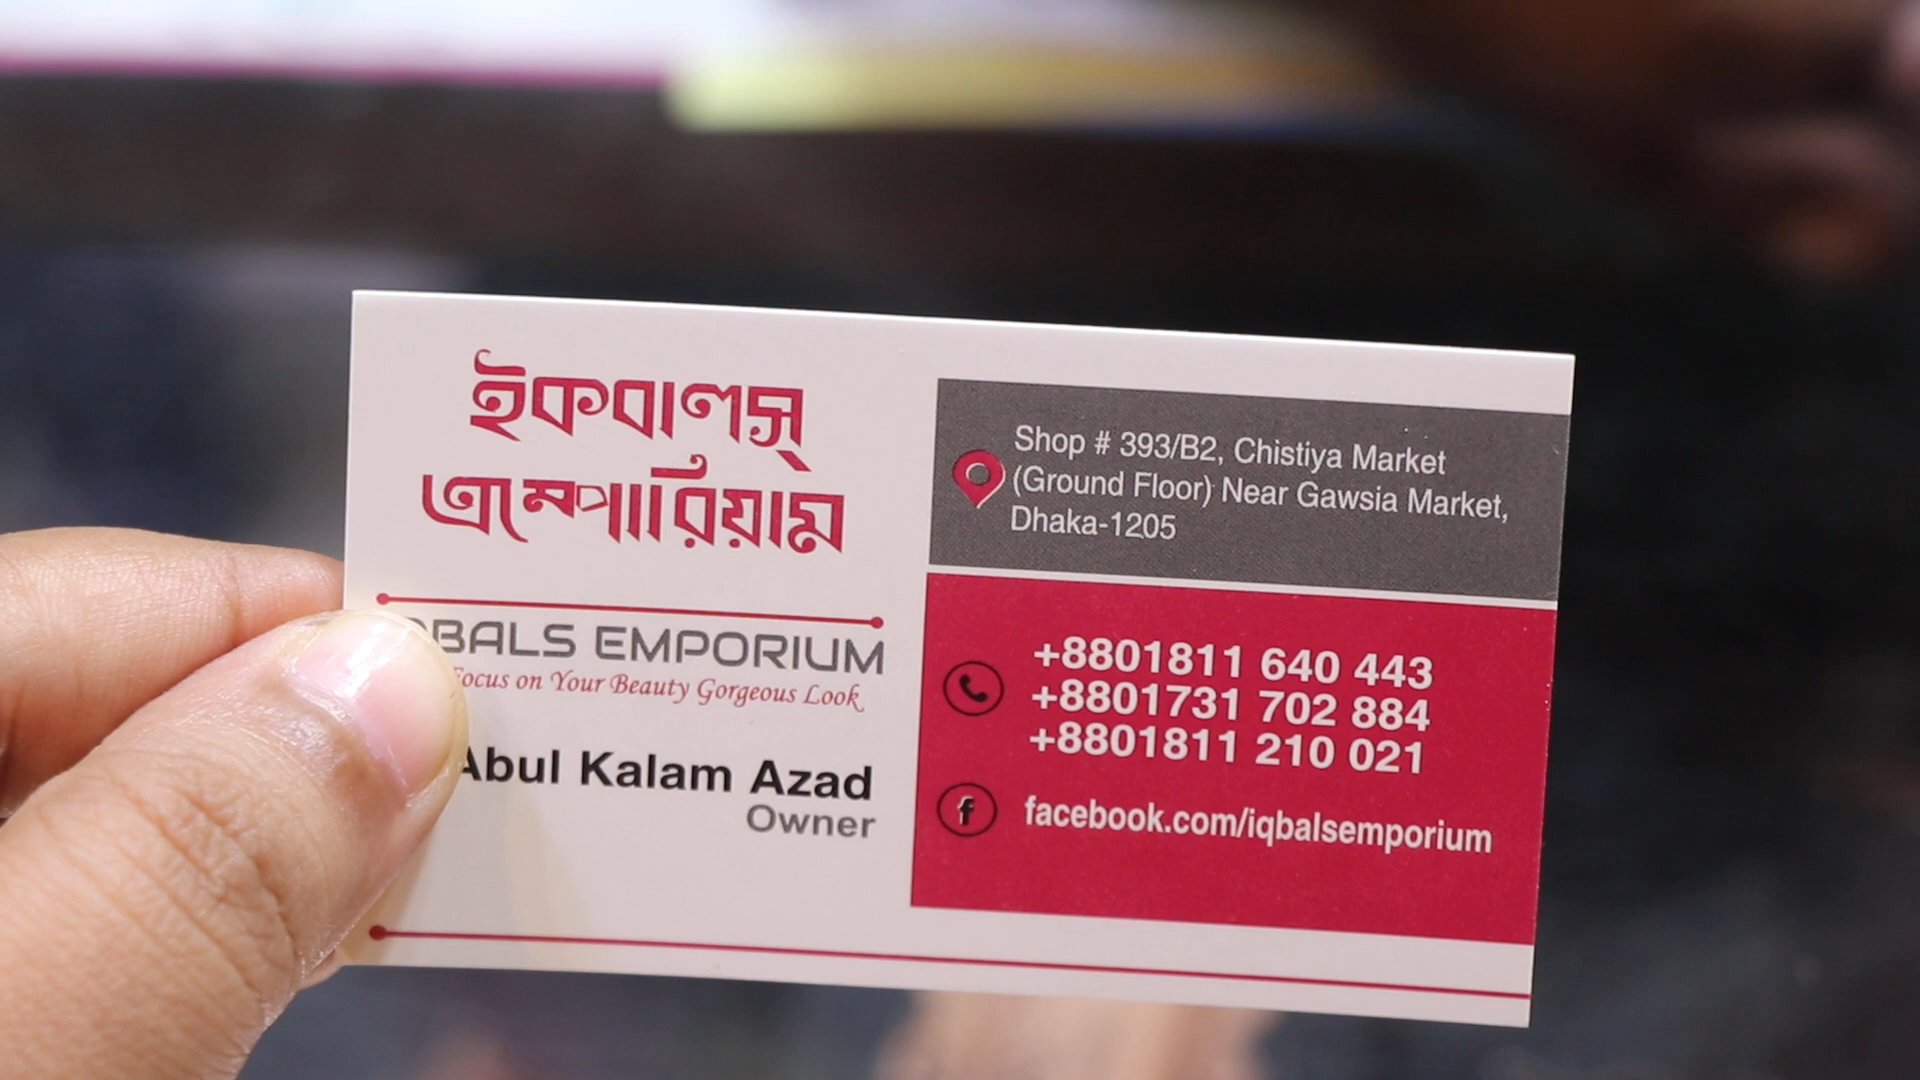 ইকবালস্
এম্পোরিয়াম
BALS EMPORIUM
Focus on Your Beauty Gorgeous Look
Abul Kalam Azad
Owner
Shop # 393/B2, Chistiya Market
(Ground Floor) Near Gawsia Market,
Dhaka-1205
+8801811 640 443
+8801731 702 884
+8801811 210 021
facebook.com/iqbalsemporium